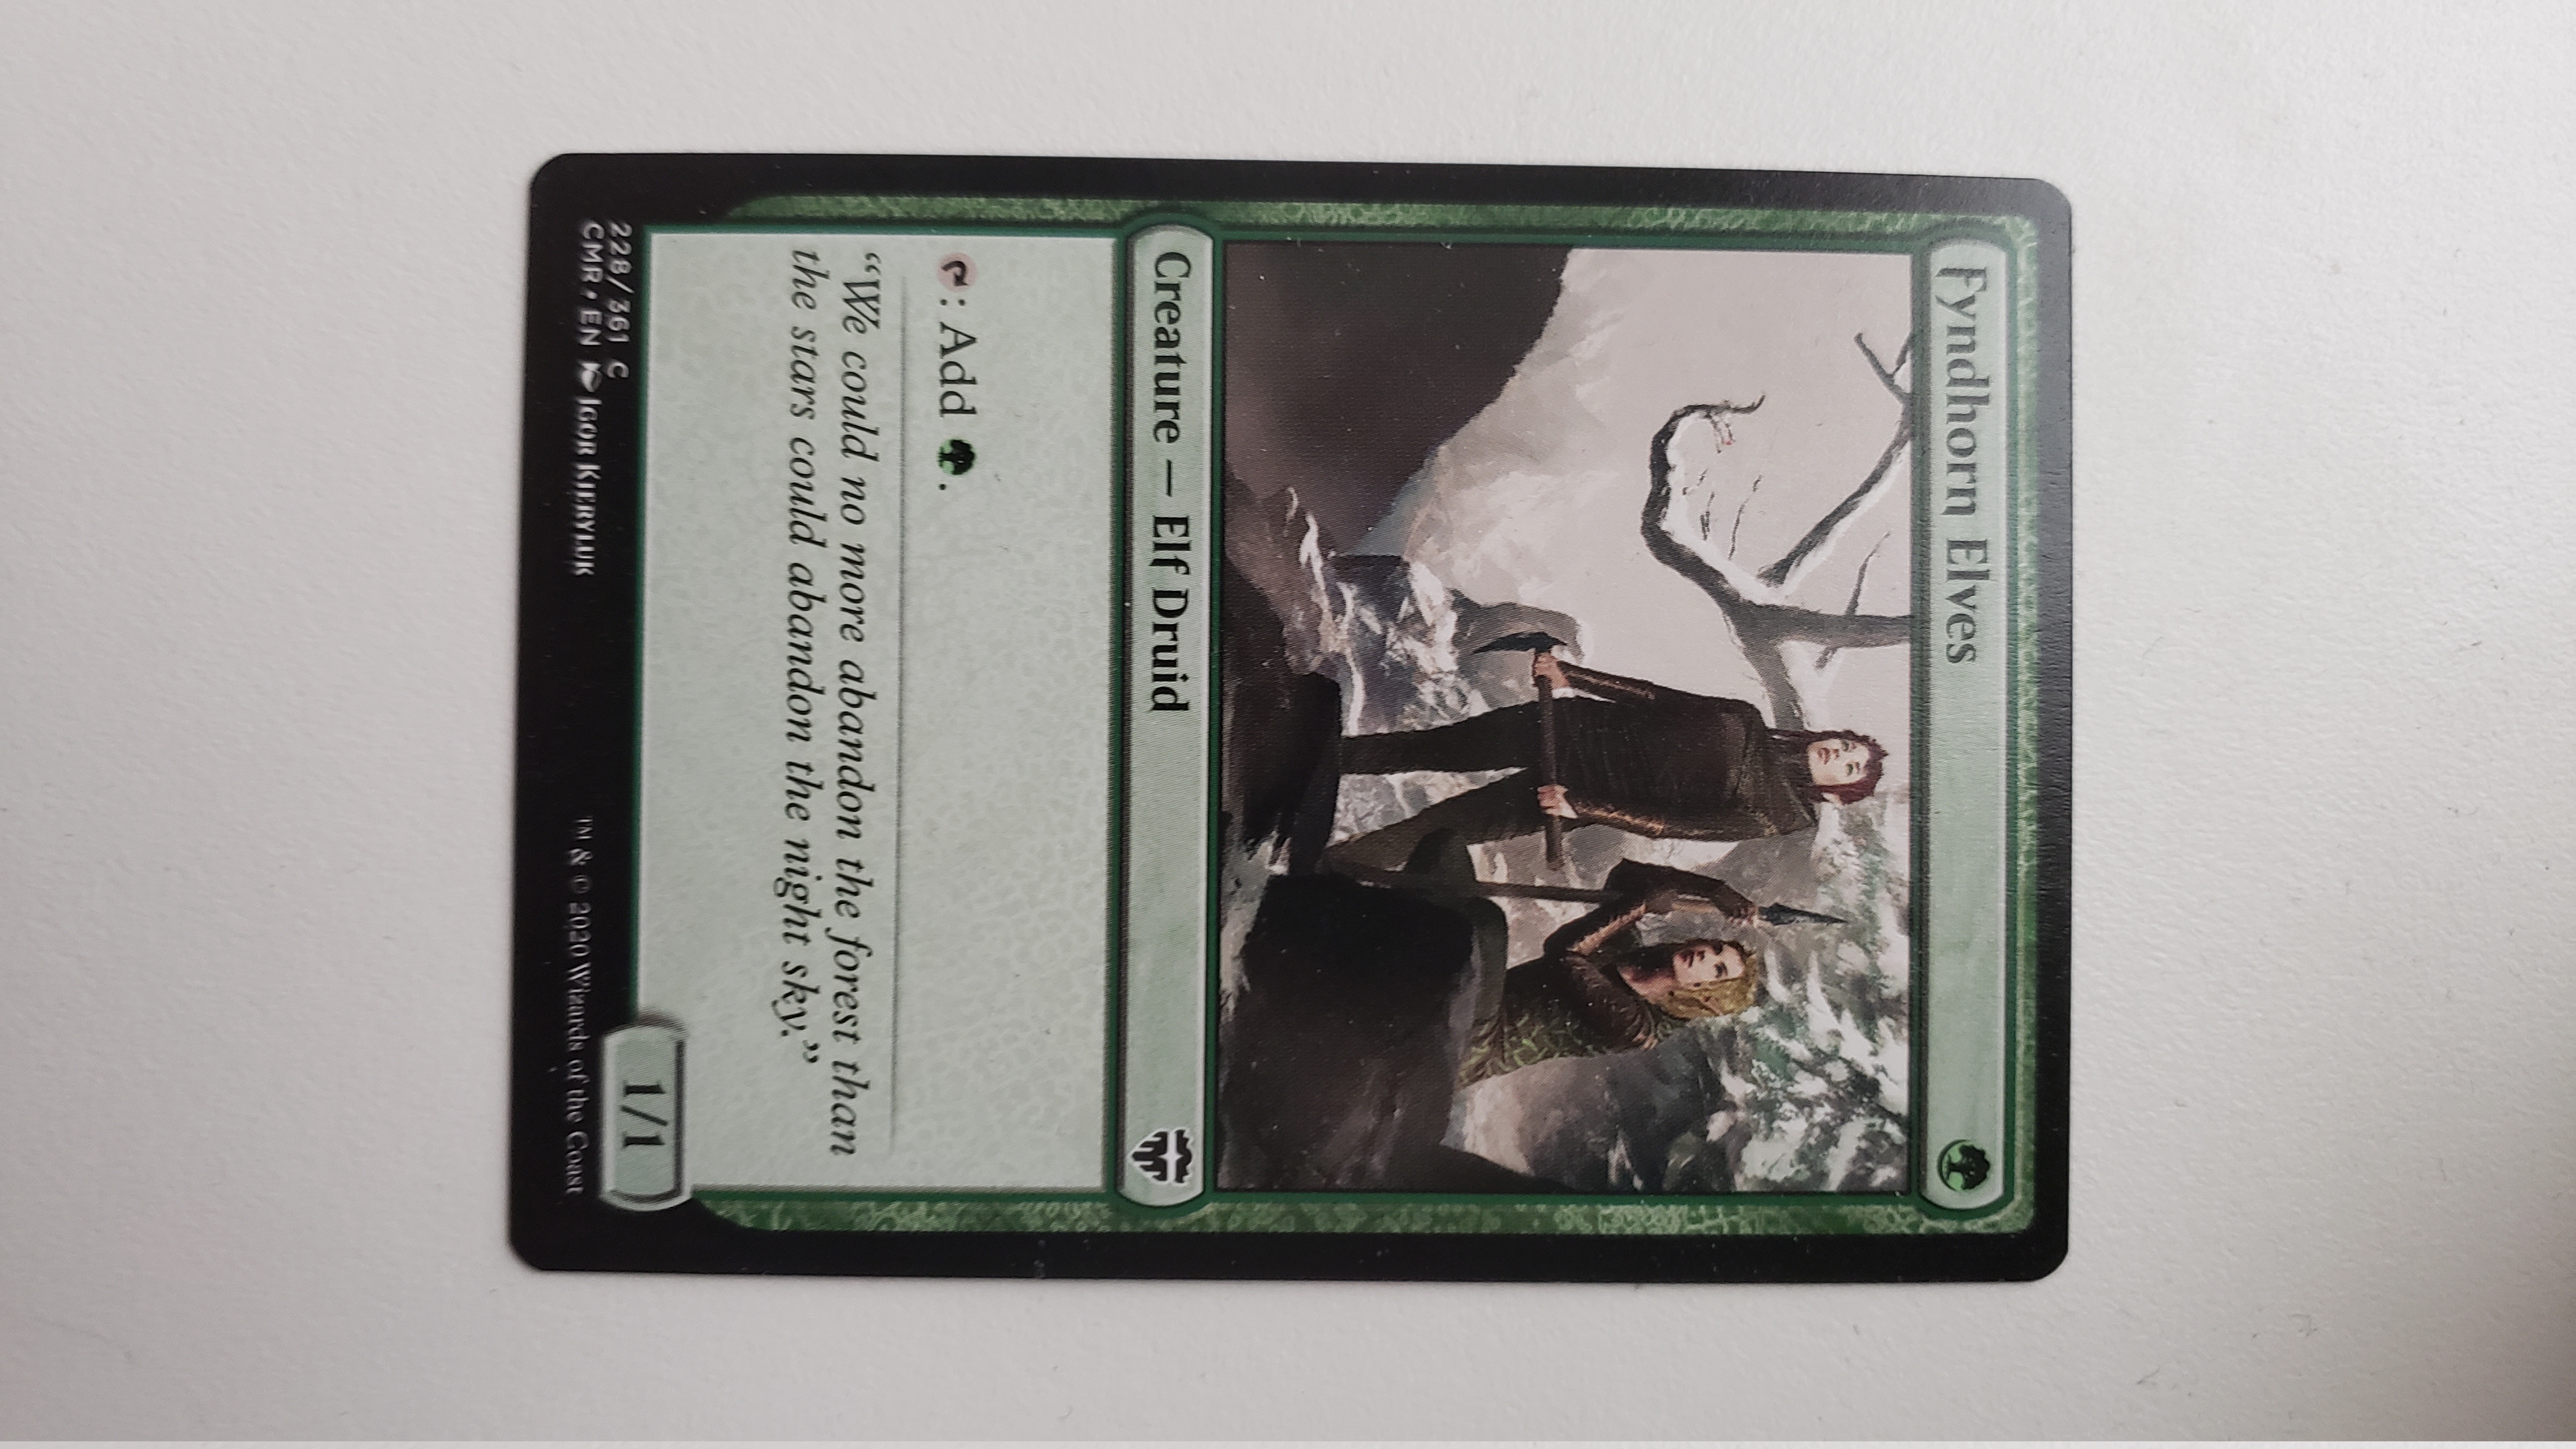 Fyndhorn Elves
Creature — Elf Druid
: Add .
“We could no more abandon the forest than
the stars could abandon the night sky.”
1/1
228/361 C
CMR • EN IGOR KIERYLUK
™ & © 2020 Wizards of the Coast